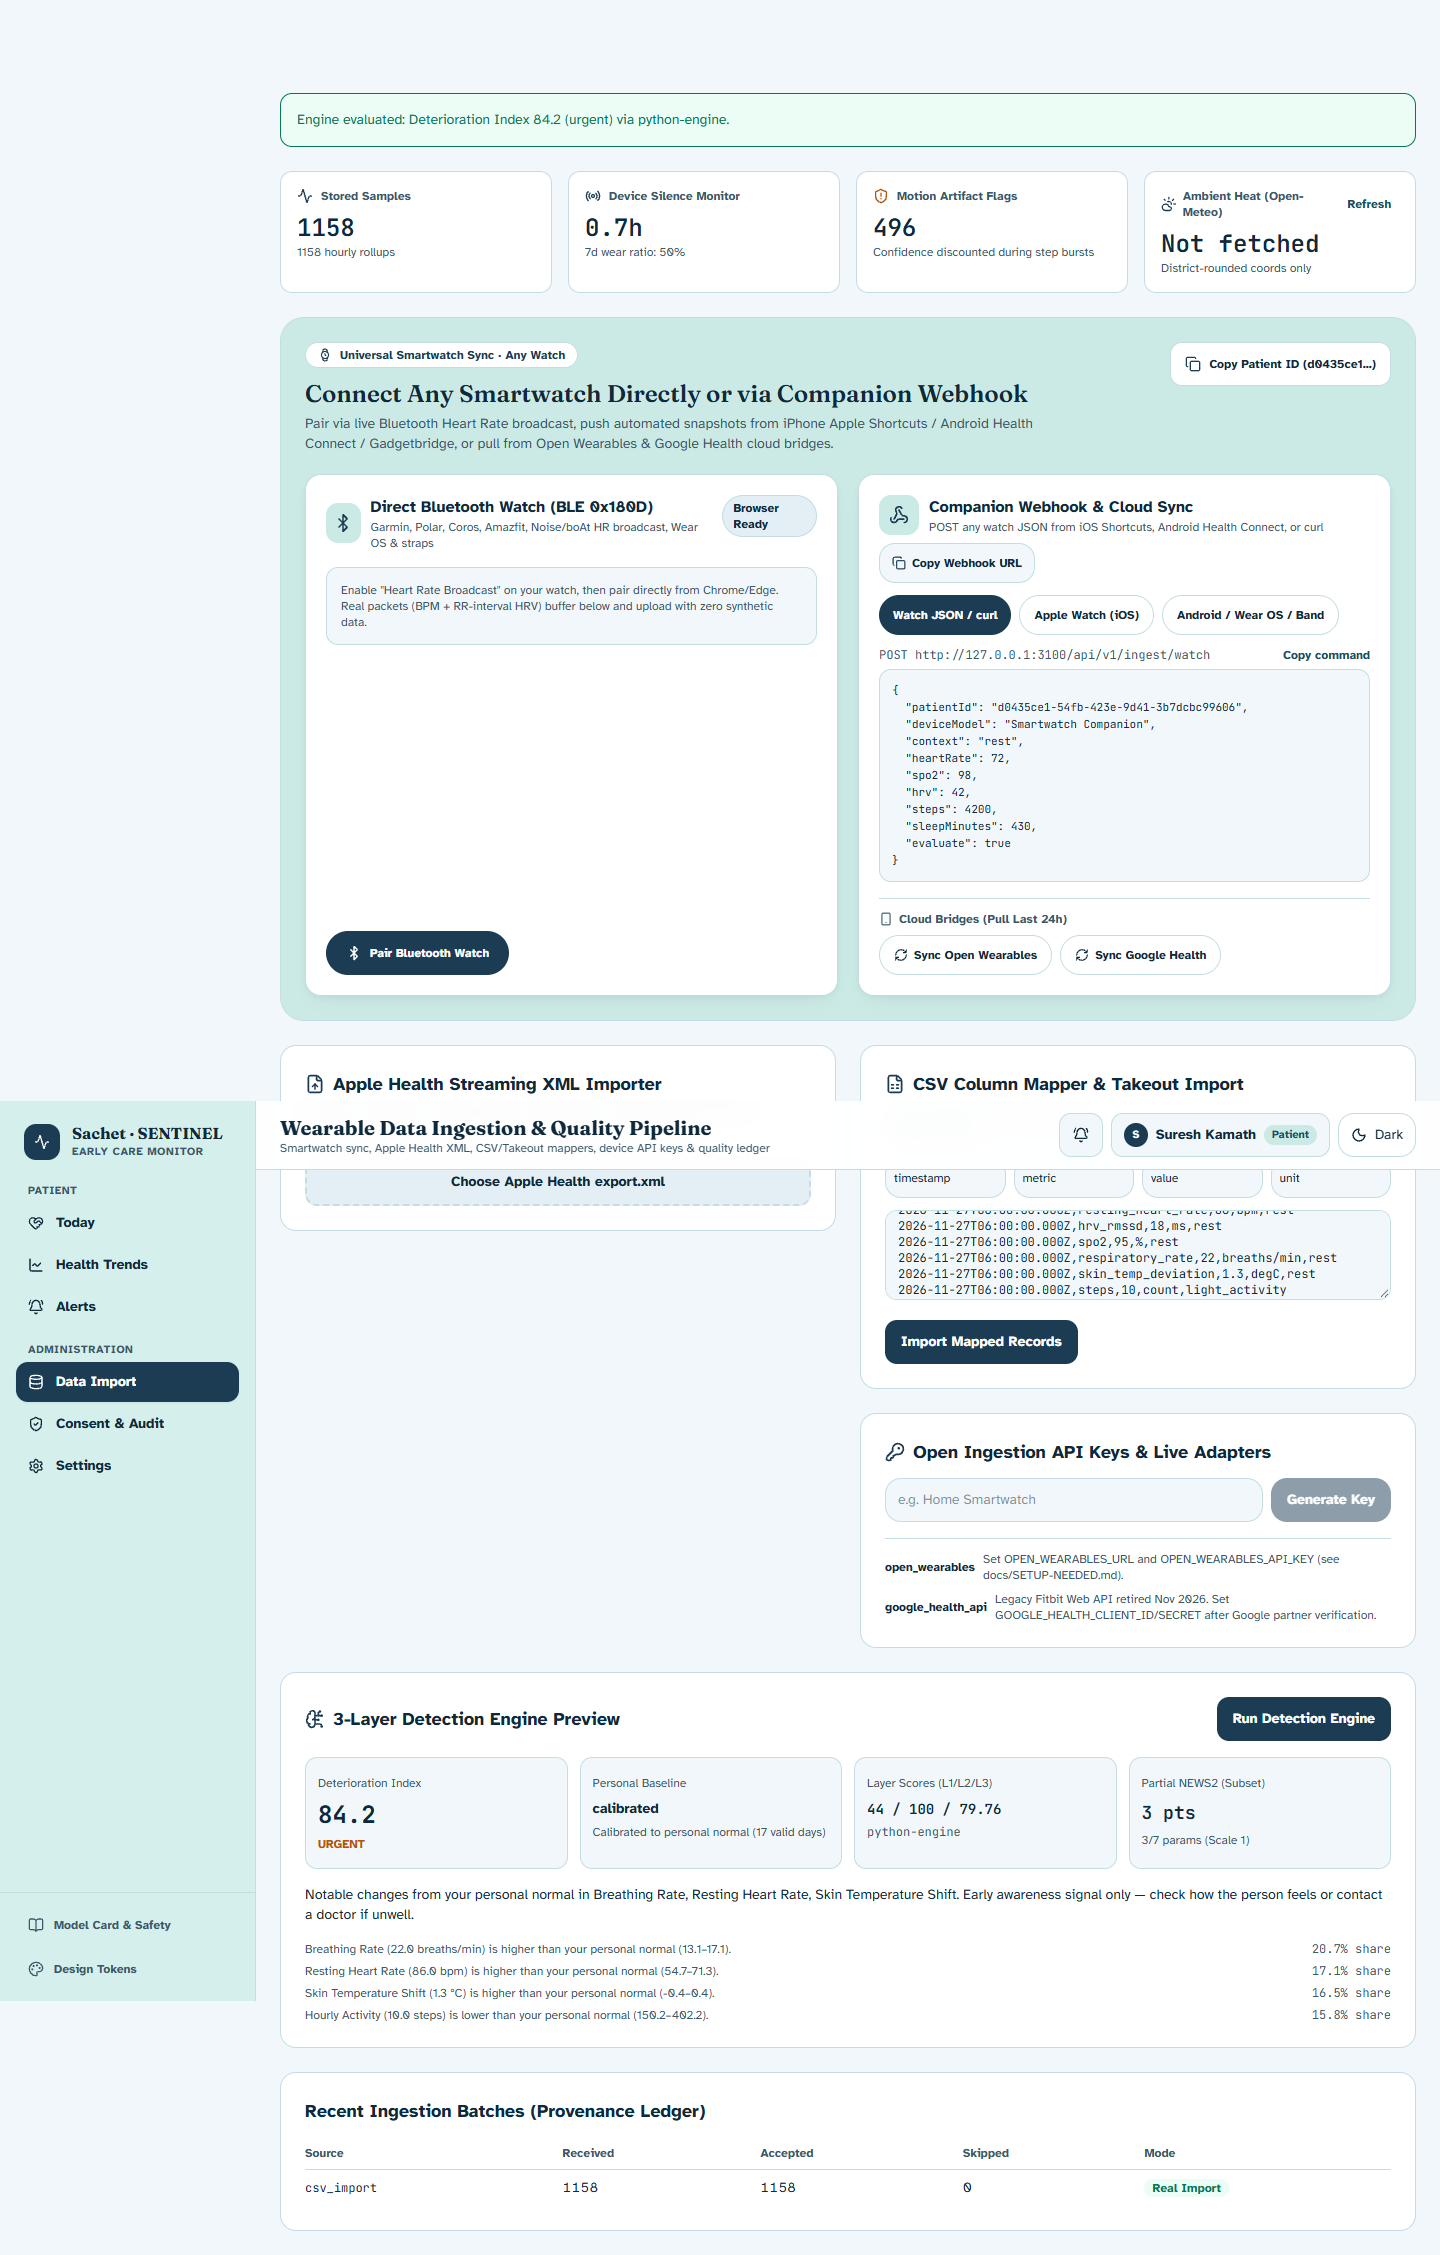 Engine evaluated: Deterioration Index 84.2 (urgent) via python-engine.
Stored Samples
1158
1158 hourly rollups
Device Silence Monitor
0.7h
7d wear ratio: 50%
Motion Artifact Flags
496
Confidence discounted during step bursts
Ambient Heat (Open-
Meteo)
Refresh
Not fetched
District-rounded coords only
Universal Smartwatch Sync · Any Watch
Copy Patient ID (d0435ce1...)
Connect Any Smartwatch Directly or via Companion Webhook
Pair via live Bluetooth Heart Rate broadcast, push automated snapshots from iPhone Apple Shortcuts / Android Health
Connect / Gadgetbridge, or pull from Open Wearables & Google Health cloud bridges.
Direct Bluetooth Watch (BLE 0x180D)
Garmin, Polar, Coros, Amazfit, Noise/boAt HR broadcast, Wear
OS & straps
Browser
Ready
Enable "Heart Rate Broadcast" on your watch, then pair directly from Chrome/Edge.
Real packets (BPM + RR-interval HRV) buffer below and upload with zero synthetic
data.
Pair Bluetooth Watch
Companion Webhook & Cloud Sync
POST any watch JSON from iOS Shortcuts, Android Health Connect, or curl
Copy Webhook URL
Watch JSON / curl
Apple Watch (iOS)
Android / Wear OS / Band
POST http://127.0.0.1:3100/api/v1/ingest/watch
Copy command
{
"patientId": "d0435ce1-54fb-423e-9d41-3b7dcbc99606",
"deviceModel": "Smartwatch Companion",
"context": "rest",
"heartRate": 72,
"spo2": 98,
"hrv": 42,
"steps": 4200,
"sleepMinutes": 430,
"evaluate": true
}
Cloud Bridges (Pull Last 24h)
Sync Open Wearables
Sync Google Health
Apple Health Streaming XML Importer
CSV Column Mapper & Takeout Import
Sachet · SENTINEL
EARLY CARE MONITOR
Wearable Data Ingestion & Quality Pipeline
Smartwatch sync, Apple Health XML, CSV/Takeout mappers, device API keys & quality ledger
S
Suresh Kamath
Patient
Dark
PATIENT
Today
Health Trends
Alerts
ADMINISTRATION
Data Import
Consent & Audit
Settings
Model Card & Safety
Design Tokens
Choose Apple Health export.xml
timestamp
metric
value
unit
2026-11-27T06:00:00.000Z,resting_heart_rate,86,bpm,rest
2026-11-27T06:00:00.000Z,hrv_rmssd,18,ms,rest
2026-11-27T06:00:00.000Z,spo2,95,%,rest
2026-11-27T06:00:00.000Z,respiratory_rate,22,breaths/min,rest
2026-11-27T06:00:00.000Z,skin_temp_deviation,1.3,degC,rest
2026-11-27T06:00:00.000Z,steps,10,count,light_activity
Import Mapped Records
Open Ingestion API Keys & Live Adapters
e.g. Home Smartwatch
Generate Key
open_wearables
Set OPEN_WEARABLES_URL and OPEN_WEARABLES_API_KEY (see
docs/SETUP-NEEDED.md).
google_health_api
Legacy Fitbit Web API retired Nov 2026. Set
GOOGLE_HEALTH_CLIENT_ID/SECRET after Google partner verification.
3-Layer Detection Engine Preview
Run Detection Engine
Deterioration Index
84.2
URGENT
Personal Baseline
calibrated
Calibrated to personal normal (17 valid days)
Layer Scores (L1/L2/L3)
44 / 100 / 79.76
python-engine
Partial NEWS2 (Subset)
3 pts
3/7 params (Scale 1)
Notable changes from your personal normal in Breathing Rate, Resting Heart Rate, Skin Temperature Shift. Early awareness signal only — check how the person feels or contact
a doctor if unwell.
Breathing Rate (22.0 breaths/min) is higher than your personal normal (13.1–17.1).
20.7% share
Resting Heart Rate (86.0 bpm) is higher than your personal normal (54.7–71.3).
17.1% share
Skin Temperature Shift (1.3 °C) is higher than your personal normal (-0.4–0.4).
16.5% share
Hourly Activity (10.0 steps) is lower than your personal normal (150.2–402.2).
15.8% share
Recent Ingestion Batches (Provenance Ledger)
Source
Received
Accepted
Skipped
Mode
csv_import
1158
1158
0
Real Import